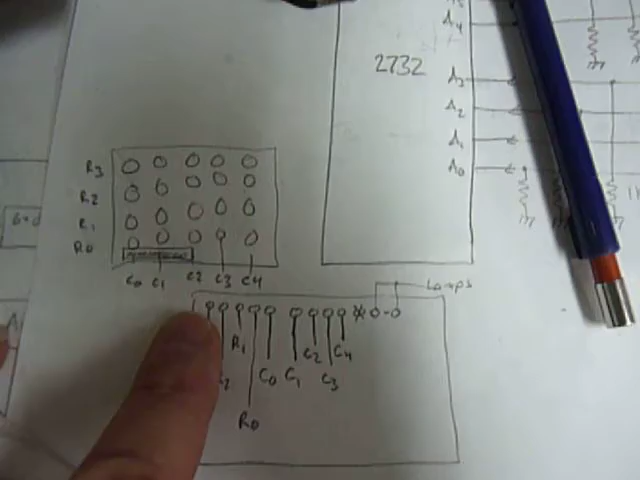 A4
2732
A3
A2
A1
A0
R3
R2
R1
R0
C0 C1 C2 C3 C4
Lamps
R1
C2 C4
C0 C1 C3
R0